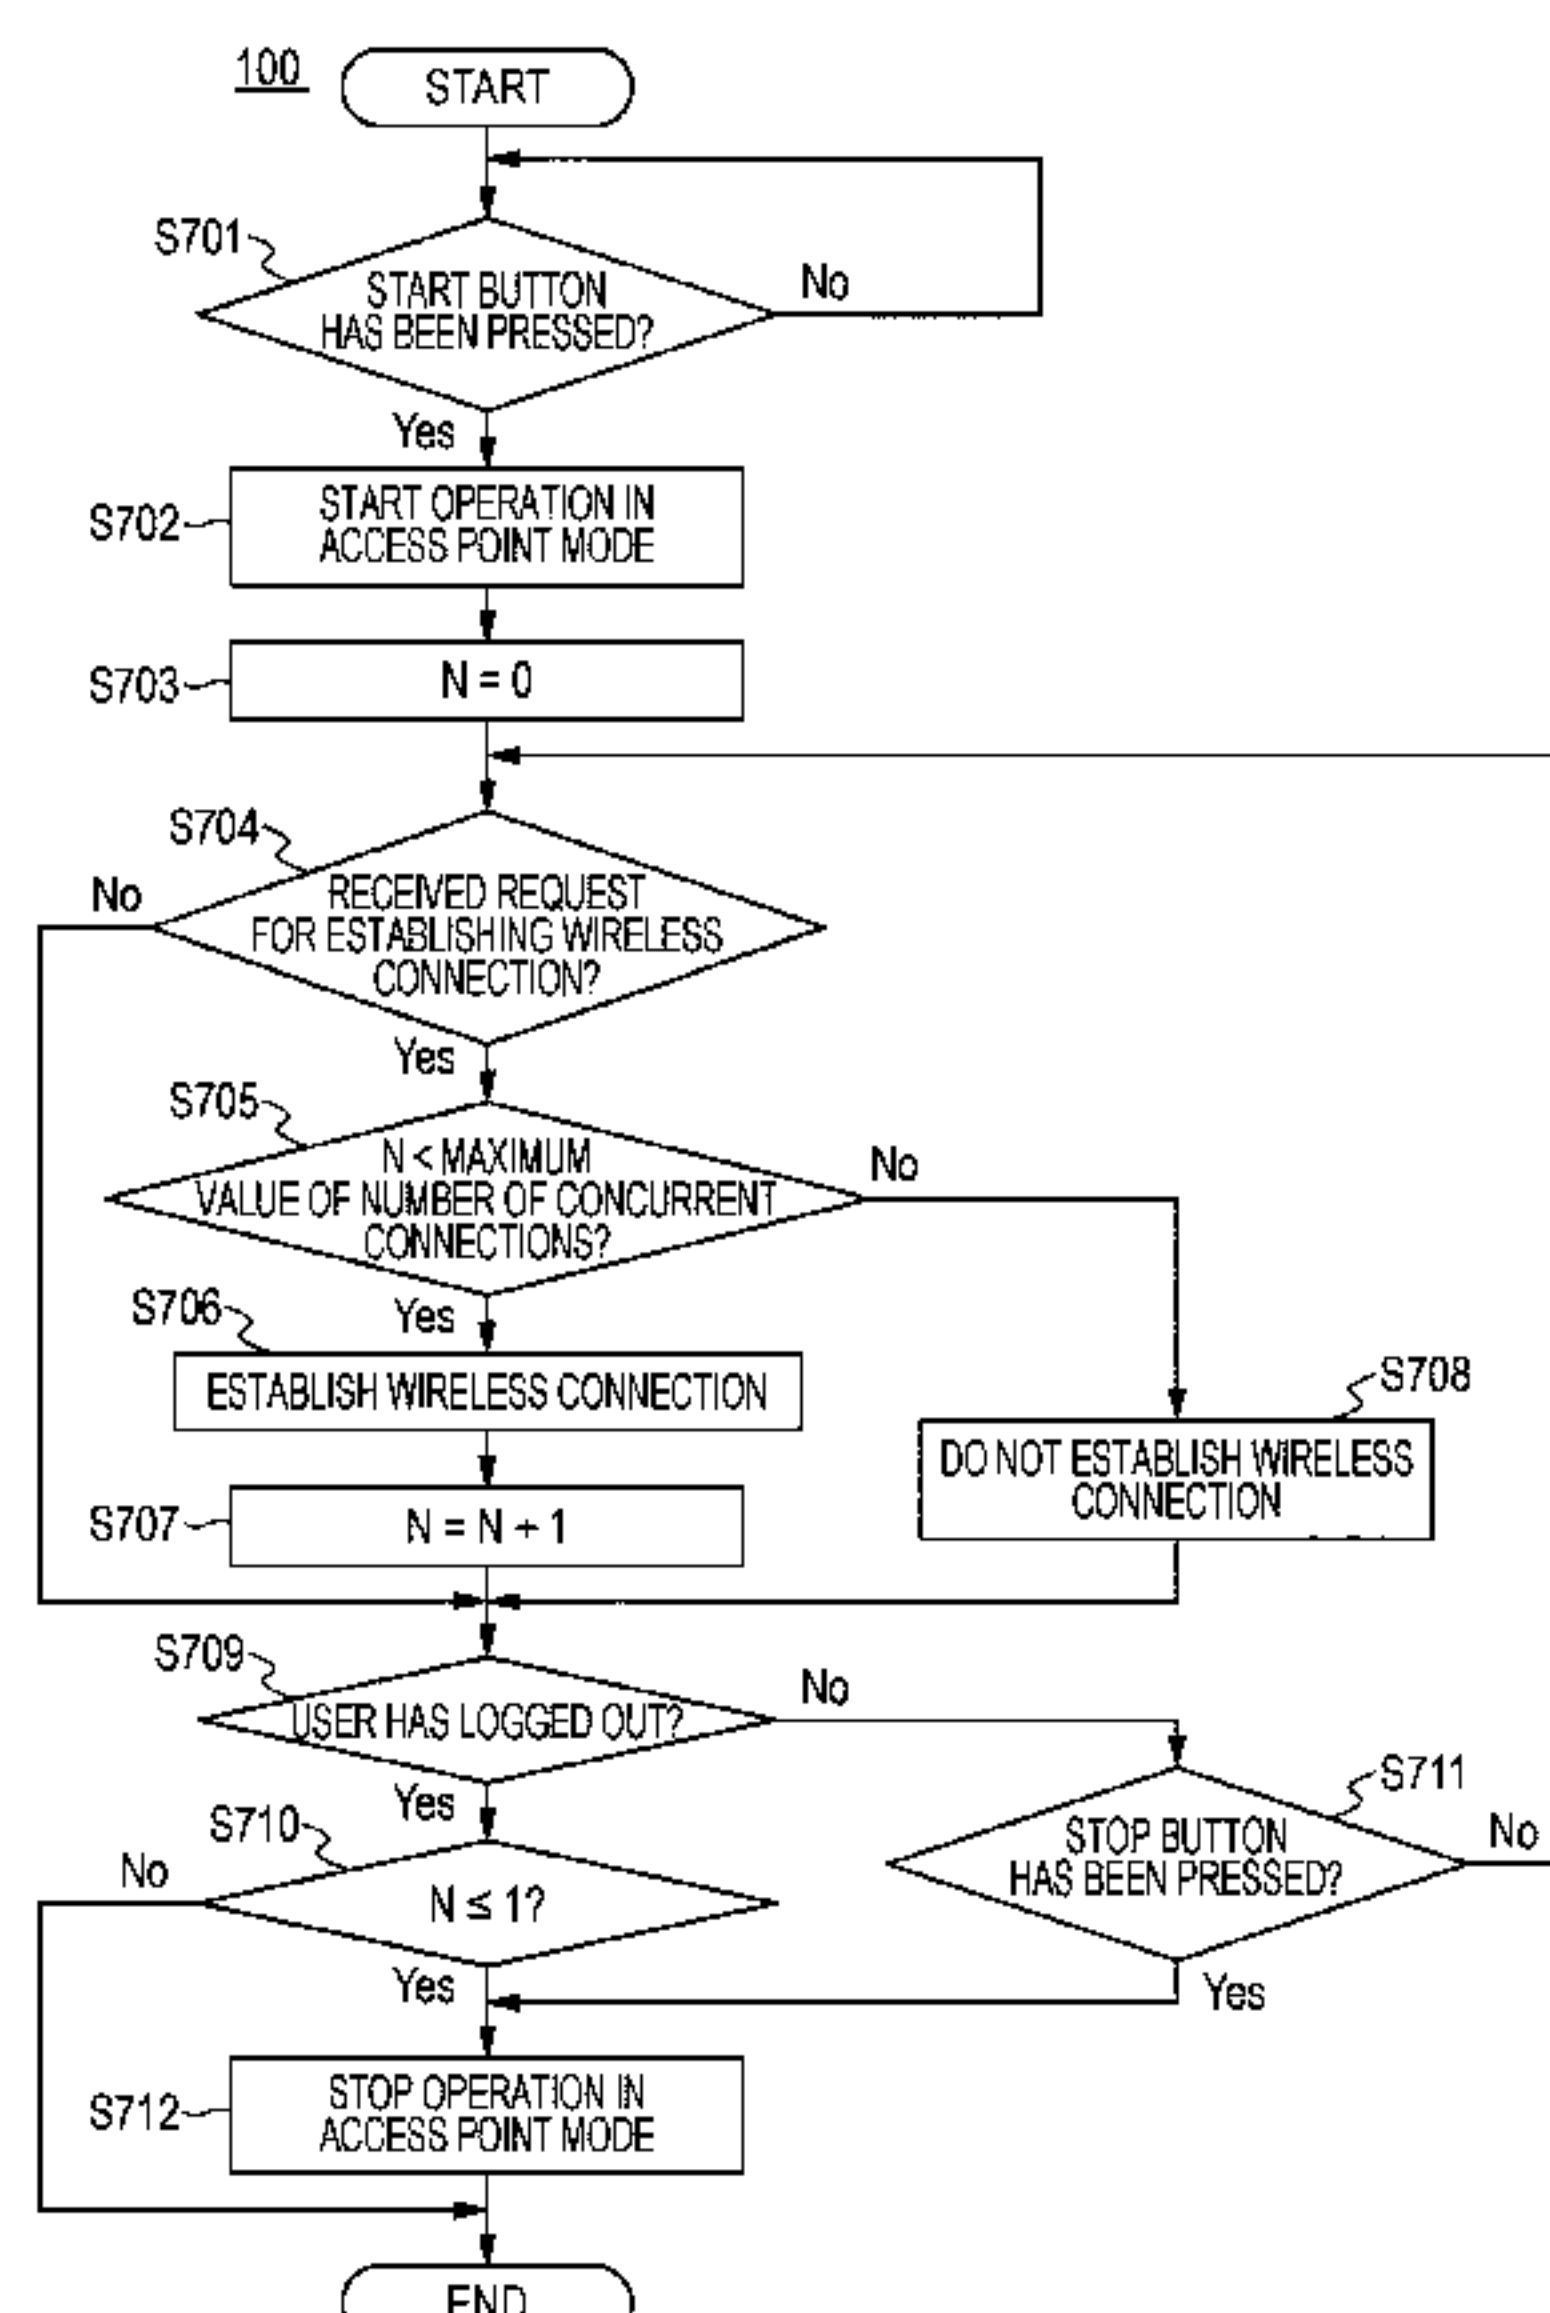 100
START
S701
START BUTTON
HAS BEEN PRESSED?
No
Yes
S702
START OPERATION IN
ACCESS POINT MODE
S703
N = 0
S704
No
RECEIVED REQUEST
FOR ESTABLISHING WIRELESS
CONNECTION?
Yes
S705
N < MAXIMUM
VALUE OF NUMBER OF CONCURRENT
CONNECTIONS?
No
Yes
S706
ESTABLISH WIRELESS CONNECTION
S708
DO NOT ESTABLISH WIRELESS
CONNECTION
S707
N = N + 1
S709
USER HAS LOGGED OUT?
No
Yes
S711
STOP BUTTON
HAS BEEN PRESSED?
No
Yes
S710
No
N ≤ 1?
Yes
S712
STOP OPERATION IN
ACCESS POINT MODE
END